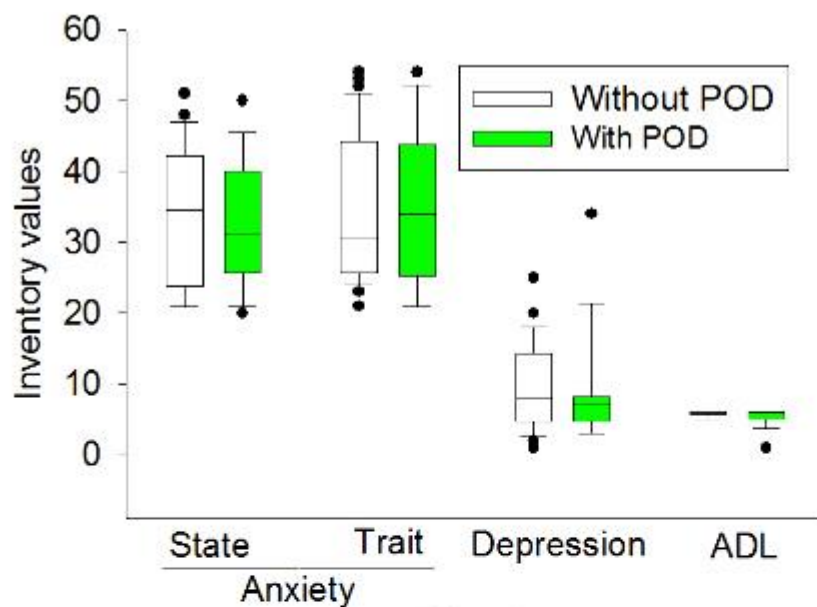 60
50
40
30
20
10
0
Inventory values
Without POD
With POD
State
Trait
Depression
ADL
Anxiety